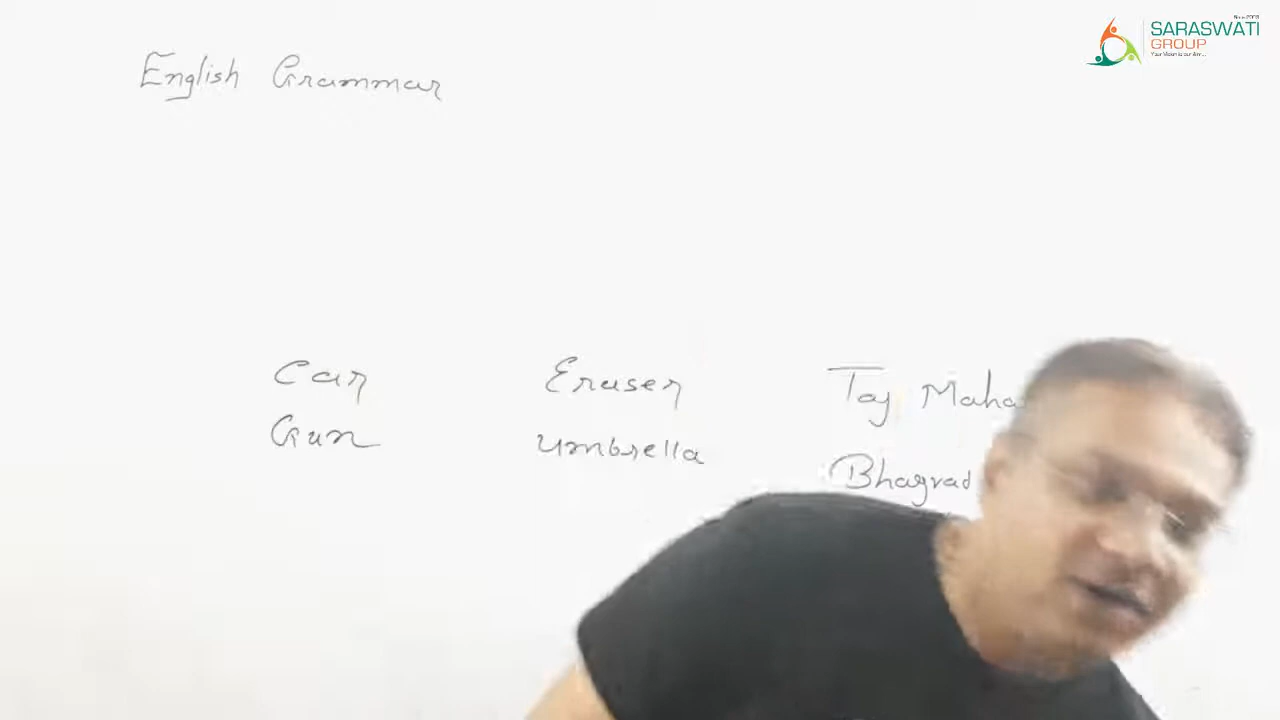 SARASWATI
GROUP
English Grammar
Car Eraser Taj Maha
Gun Umbrella Bhagvad